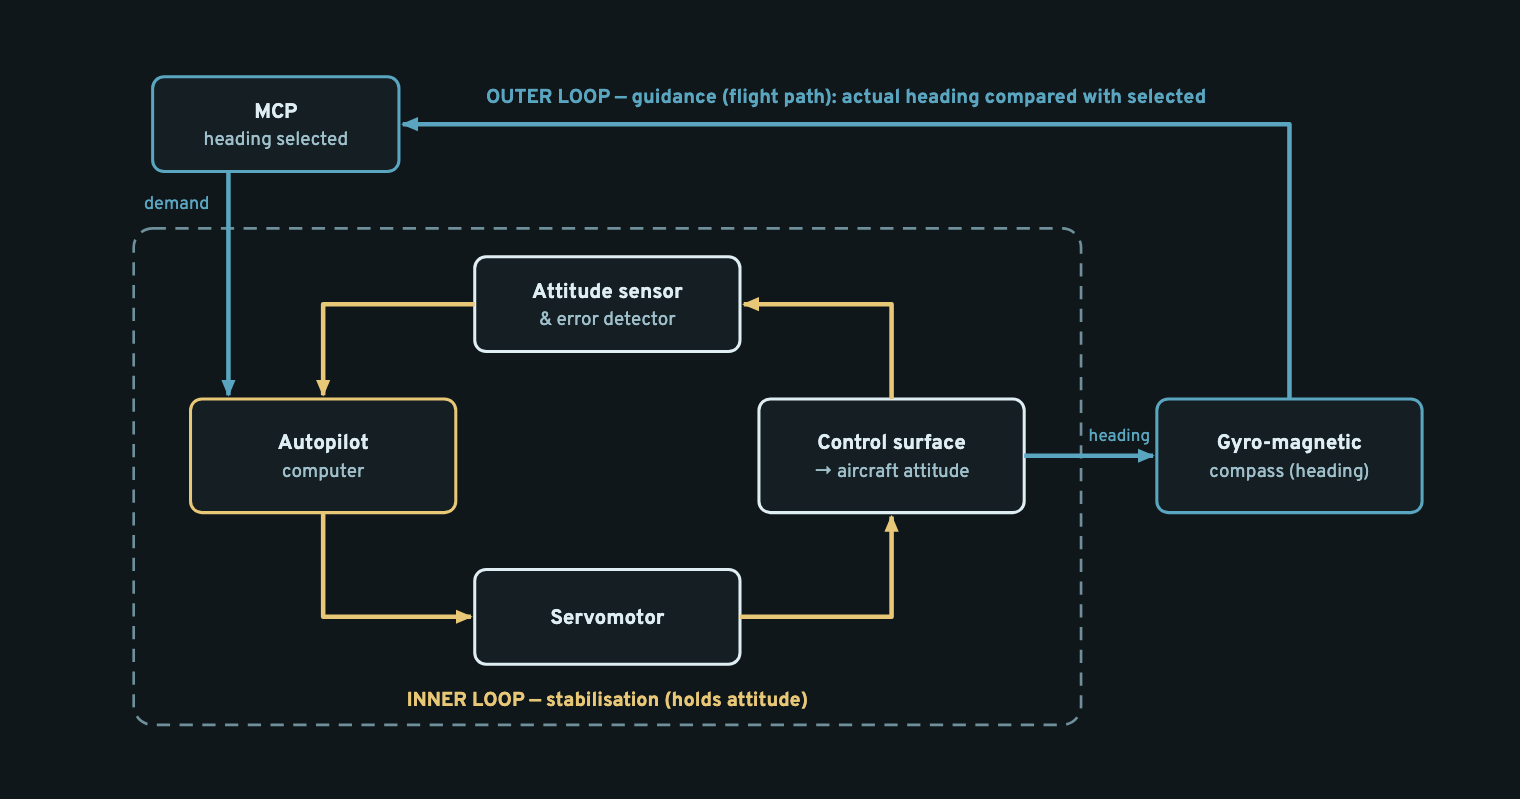 MCP
heading selected
OUTER LOOP – guidance (flight path): actual heading compared with selected
demand
Attitude sensor
& error detector
Autopilot
computer
Control surface
→ aircraft attitude
heading
Gyro-magnetic
compass (heading)
Servomotor
INNER LOOP – stabilisation (holds attitude)